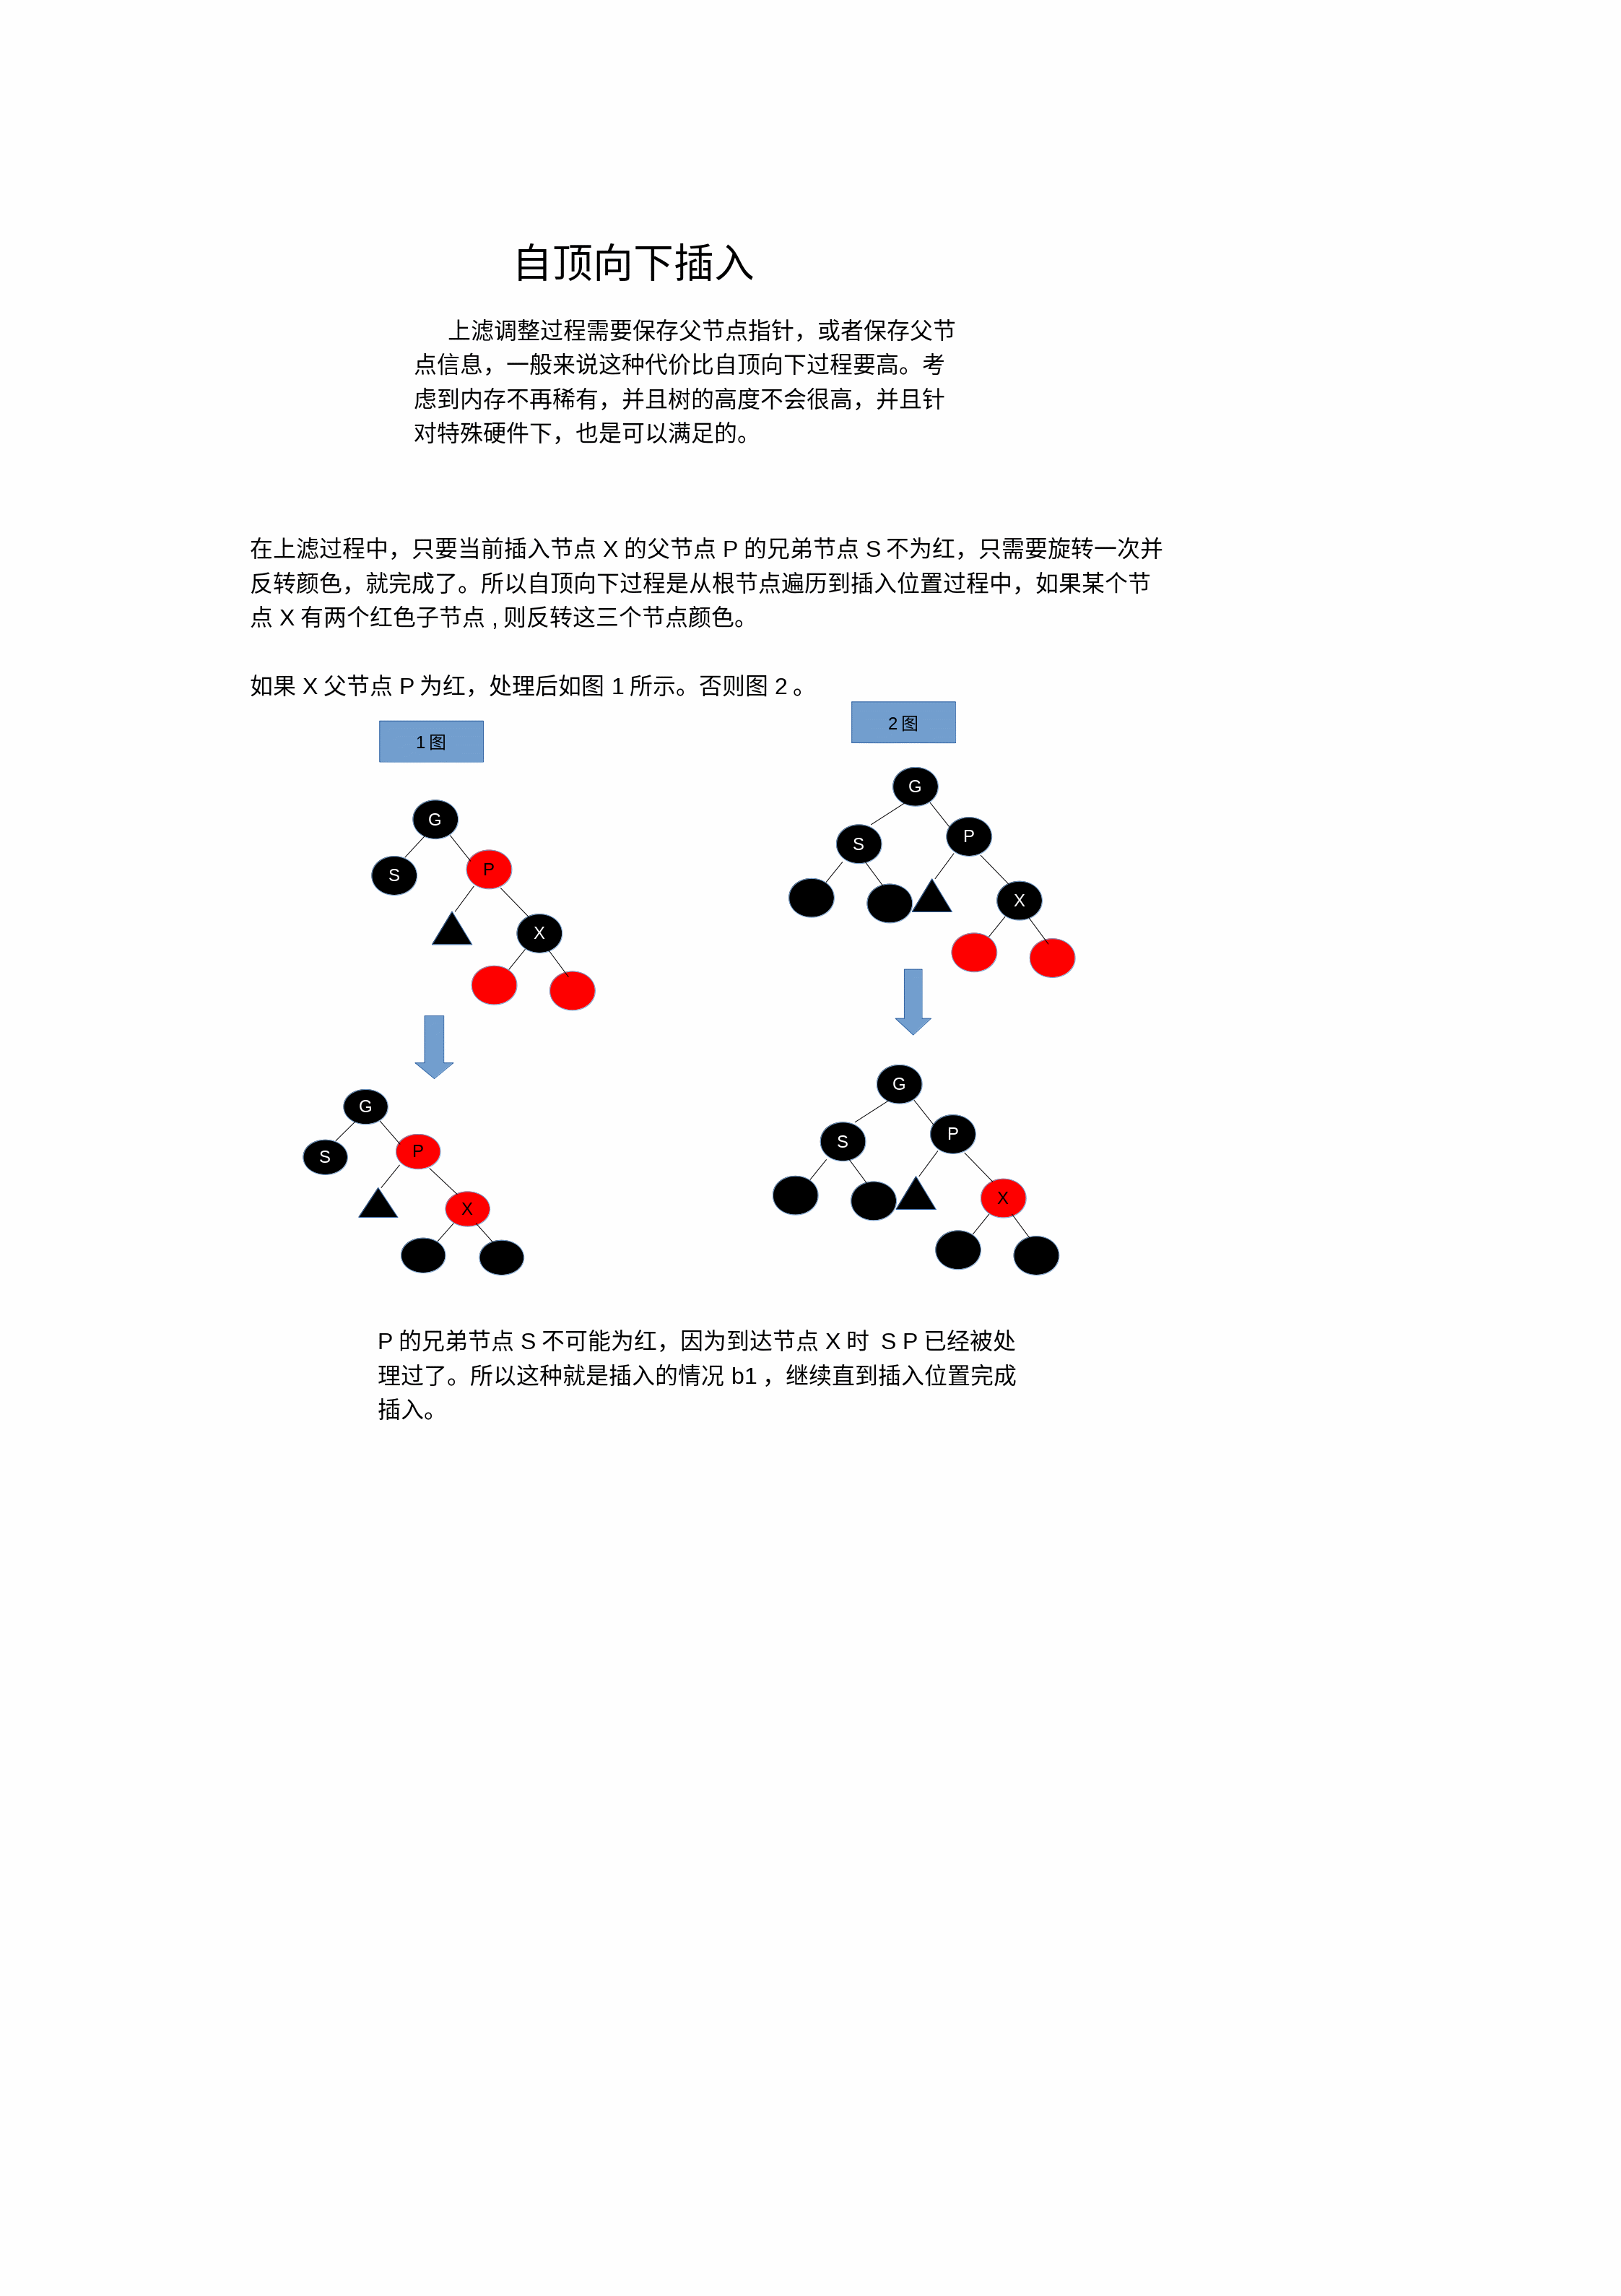 自顶向下插入
上滤调整过程需要保存父节点指针，或者保存父节
点信息，一般来说这种代价比自顶向下过程要高。考
虑到内存不再稀有，并且树的高度不会很高，并且针
对特殊硬件下，也是可以满足的。
在上滤过程中，只要当前插入节点 X 的父节点 P 的兄弟节点 S 不为红，只需要旋转一次并
反转颜色，就完成了。所以自顶向下过程是从根节点遍历到插入位置过程中，如果某个节
点 X 有两个红色子节点 , 则反转这三个节点颜色。
如果 X 父节点 P 为红，处理后如图 1 所示。否则图 2 。
1 图
G
S
P
X
G
S
P
X
2 图
G
S
P
X
G
S
P
X
P 的兄弟节点 S 不可能为红，因为到达节点 X 时 S P 已经被处
理过了。所以这种就是插入的情况 b1 ，继续直到插入位置完成
插入。